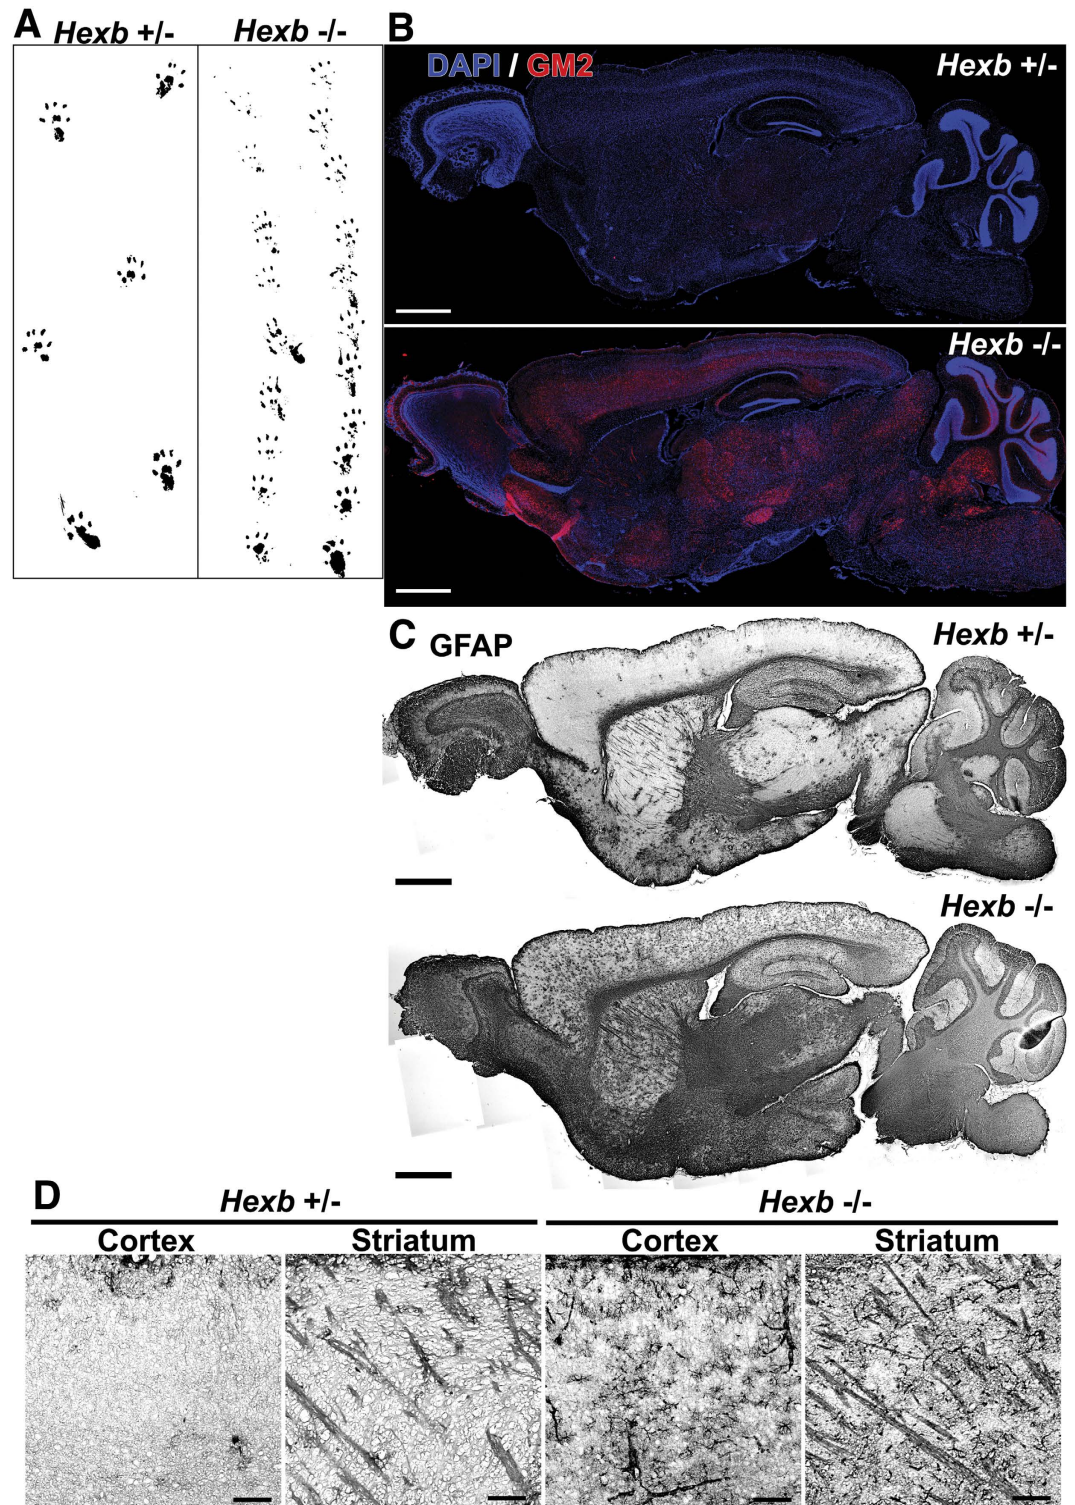 A
Hexb +/-
Hexb -/-
B
DAPI / GM2
Hexb +/-
Hexb -/-
C
GFAP
Hexb +/-
Hexb -/-
D
Hexb +/-
Hexb -/-
Cortex
Striatum
Cortex
Striatum